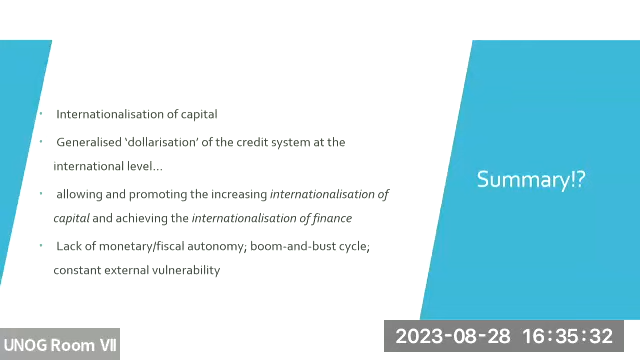 • Internationalisation of capital
• Generalised ‘dollarisation’ of the credit system at the
international level…
• allowing and promoting the increasing internationalisation of
capital and achieving the internationalisation of finance
• Lack of monetary/fiscal autonomy; boom-and-bust cycle;
constant external vulnerability
Summary!?
UNOG Room VII
2023-08-28 16:35:32